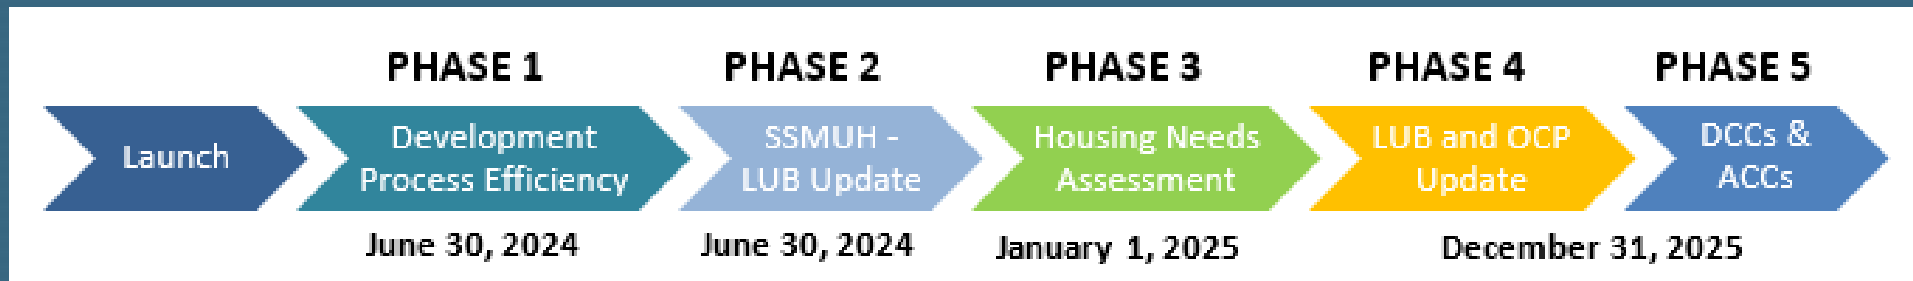 PHASE 1
PHASE 2
PHASE 3
PHASE 4
PHASE 5
Launch
Development
Process Efficiency
SSMUH -
LUB Update
Housing Needs
Assessment
LUB and OCP
Update
DCCs &
ACCs
June 30, 2024
June 30, 2024
January 1, 2025
December 31, 2025